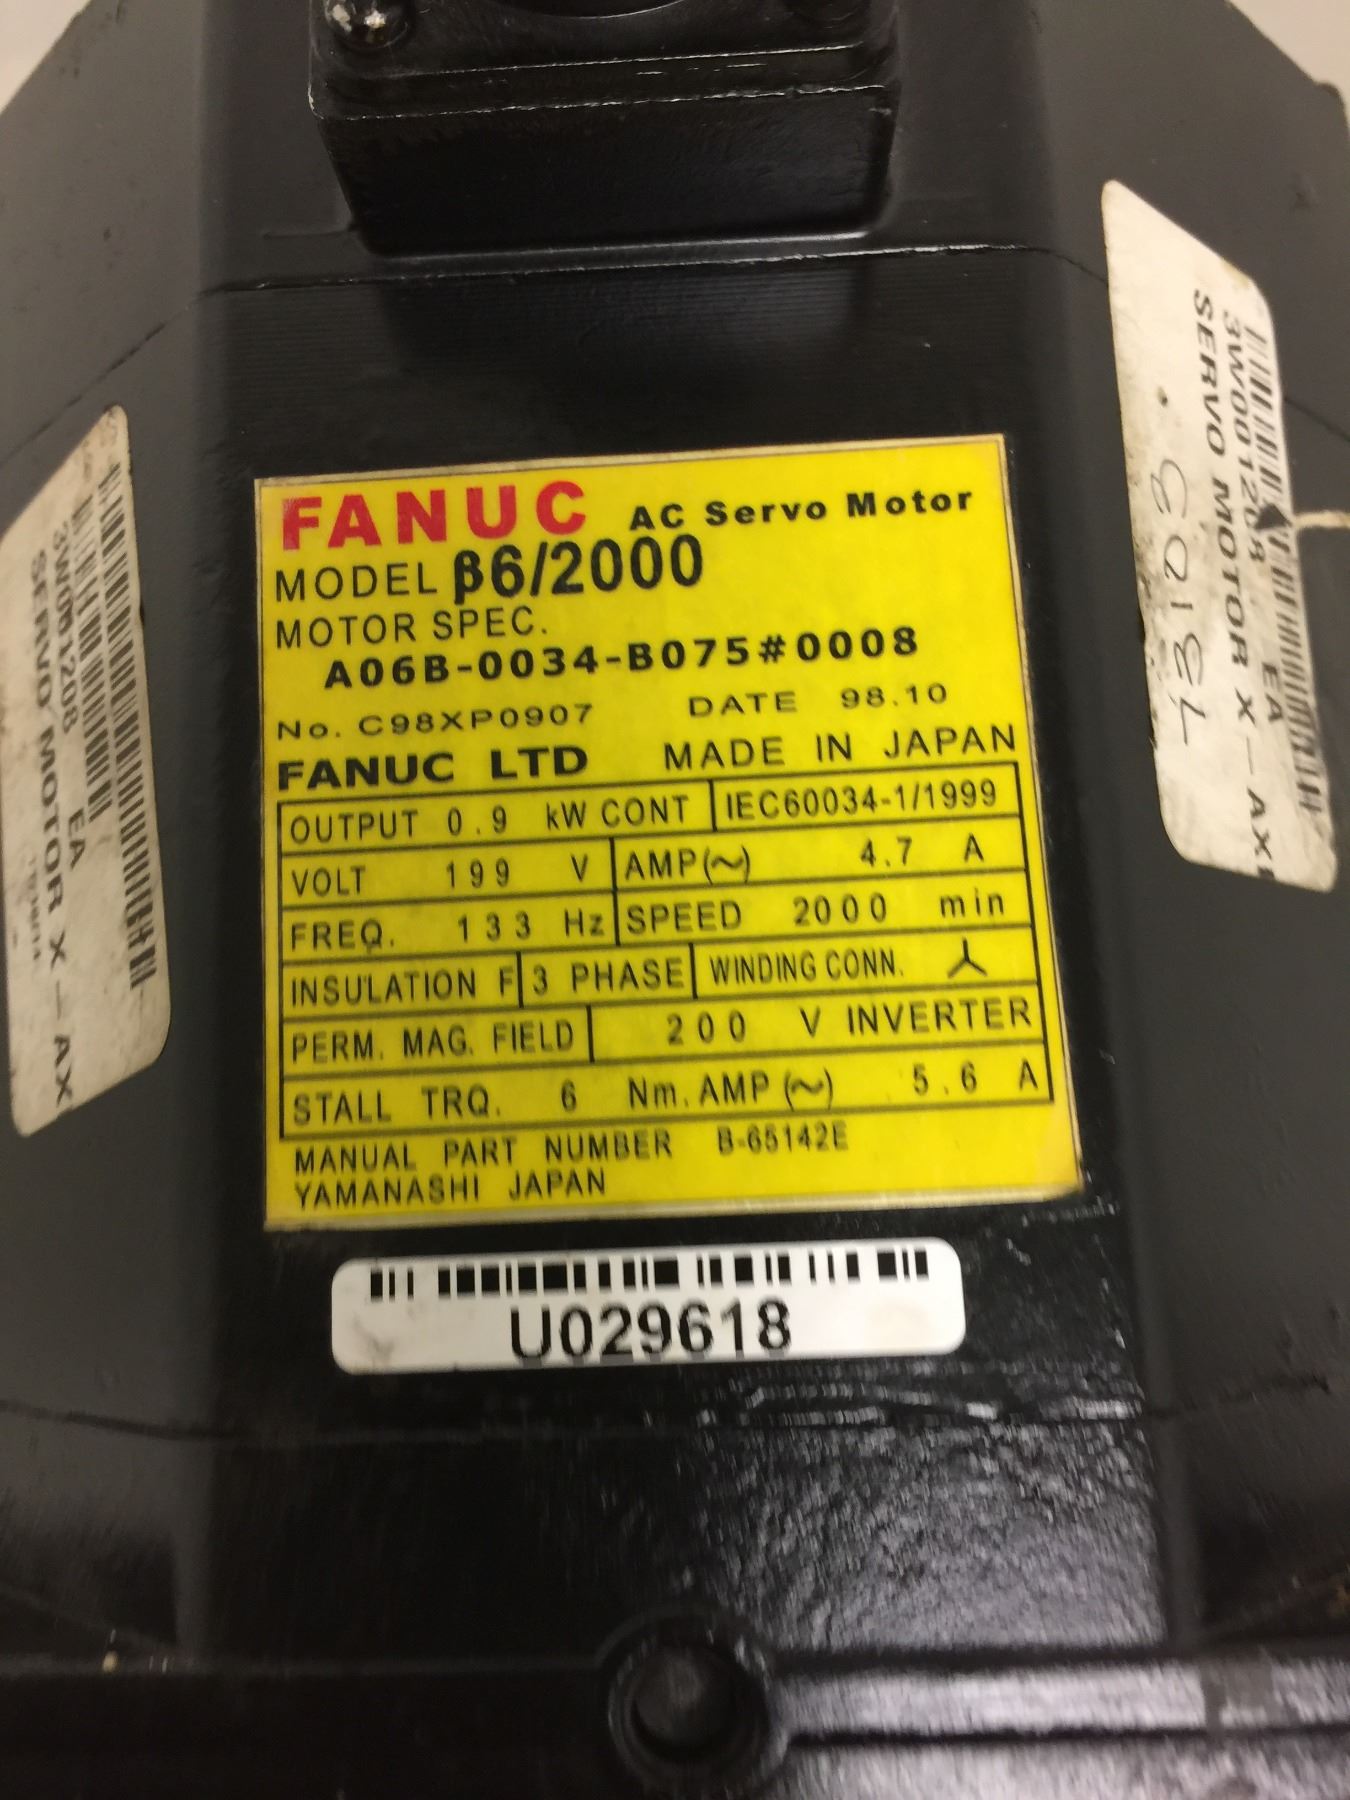 FANUC AC Servo Motor
MODEL β6/2000
MOTOR SPEC.
A06B-0034-B075#0008
No. C98XP0907 DATE 98.10
FANUC LTD MADE IN JAPAN
OUTPUT 0.9 kW CONT IEC60034-1/1999
VOLT 199 V AMP(~) 4.7 A
FREQ. 133 Hz SPEED 2000 min
INSULATION F 3 PHASE WINDING CONN.
PERM. MAG. FIELD 200 V INVERTER
STALL TRQ. 6 Nm. AMP (~) 5.6 A
MANUAL PART NUMBER B-65142E
YAMANASHI JAPAN
U029618
3W001208 EA
SERVO MOTOR X-AX
3W001208 EA
SERVO MOTOR X-AX
73103